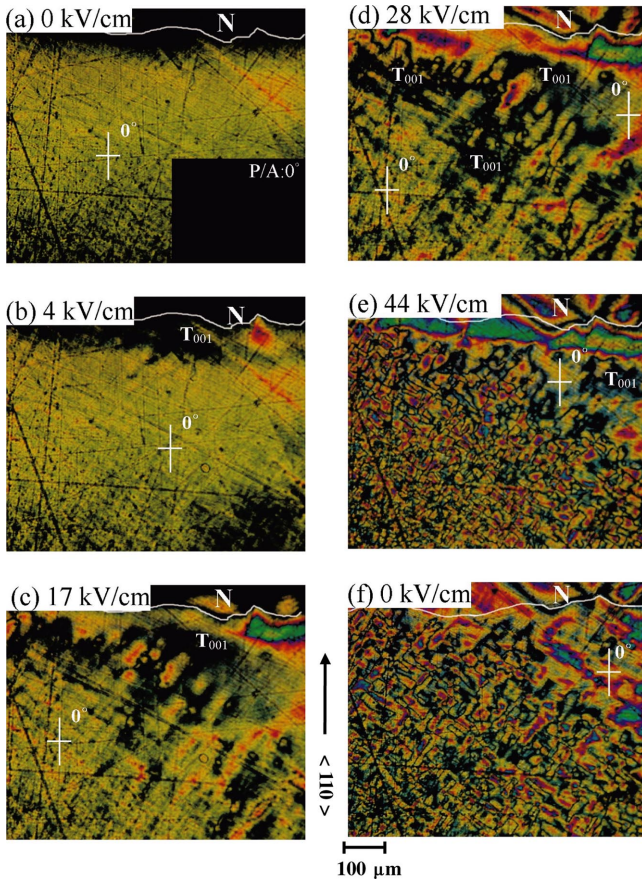 (a) 0 kV/cm
N
0°
P/A:0°
(b) 4 kV/cm
N
T001
0°
(c) 17 kV/cm
N
T001
0°
(d) 28 kV/cm
N
T001
T001
0°
0°
T001
(e) 44 kV/cm
N
0°
T001
(f) 0 kV/cm
N
0°
< 110 >
100 µm